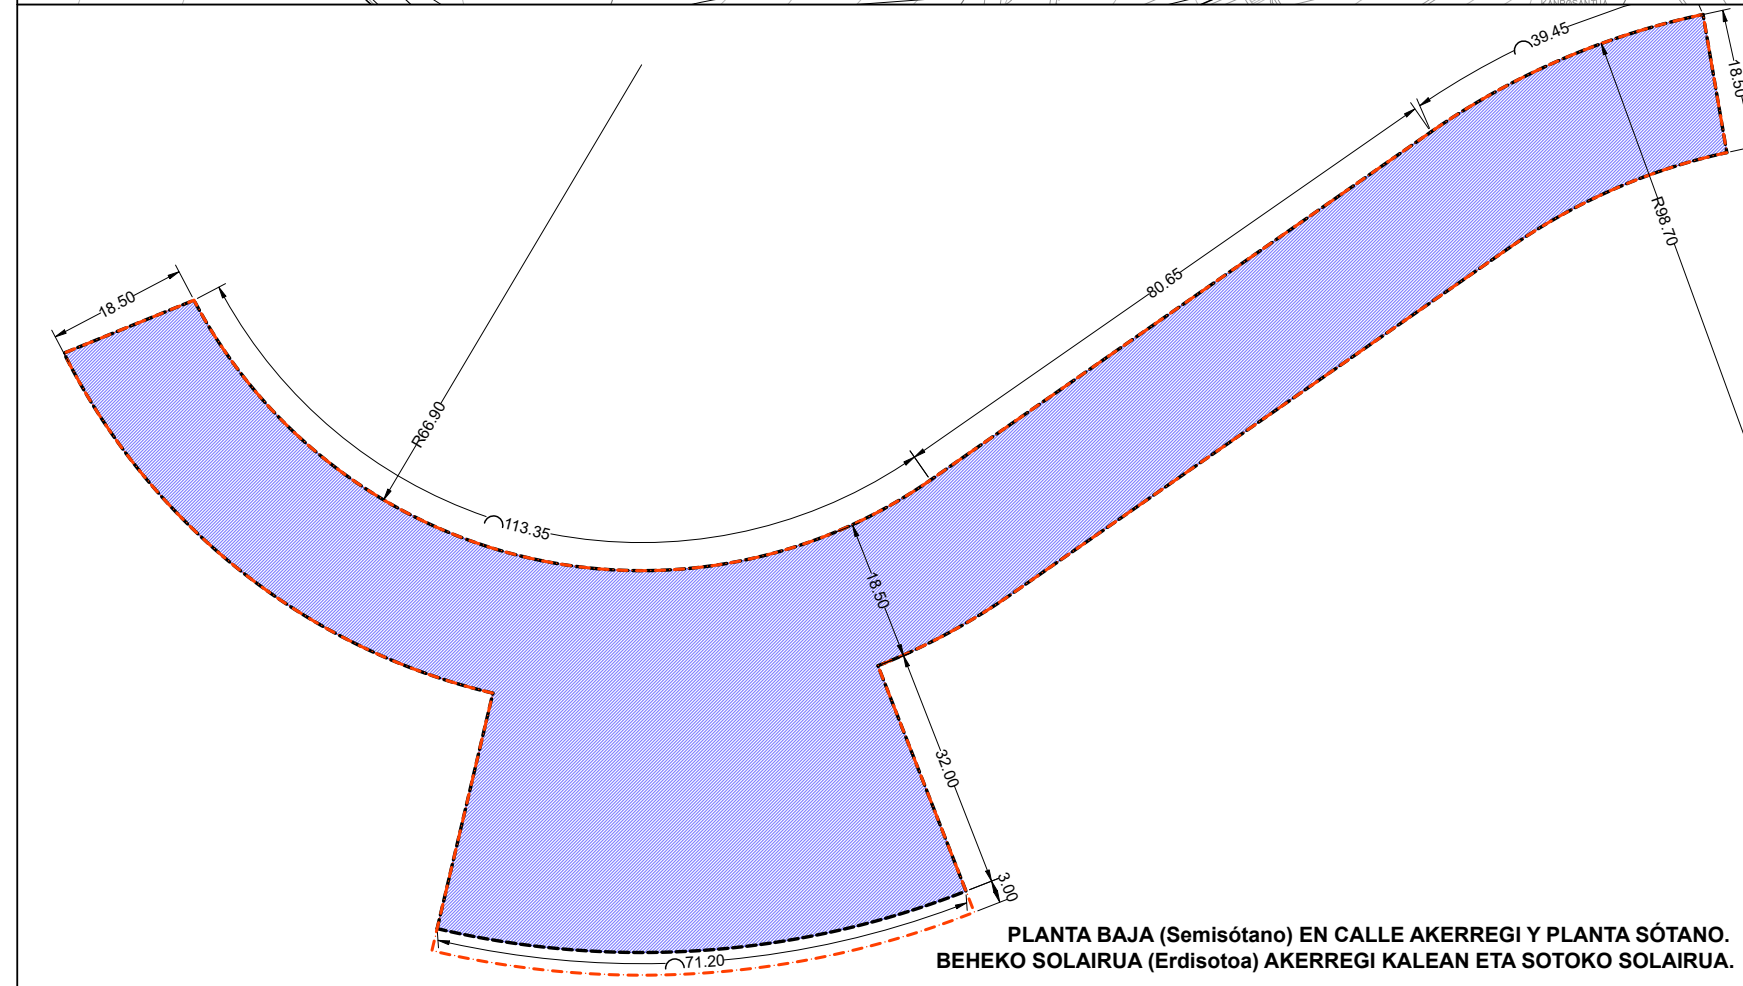 39.45
18.50
R98.70
80.65
18.50
R66.90
113.35
18.50
32.00
3.00
71.20
PLANTA BAJA (Semisótano) EN CALLE AKERREGI Y PLANTA SÓTANO.
BEHEKO SOLAIRUA (Erdisotoa) AKERREGI KALEAN ETA SOTOKO SOLAIRUA.